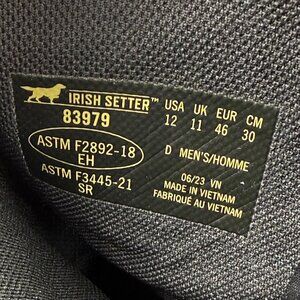 IRISH SETTER™
83979
USA UK EUR CM
12 11 46 30
ASTM F2892-18
EH
ASTM F3445-21
SR
D MEN'S/HOMME
06/23 VN
MADE IN VIETNAM
FABRIQUÉ AU VIETNAM